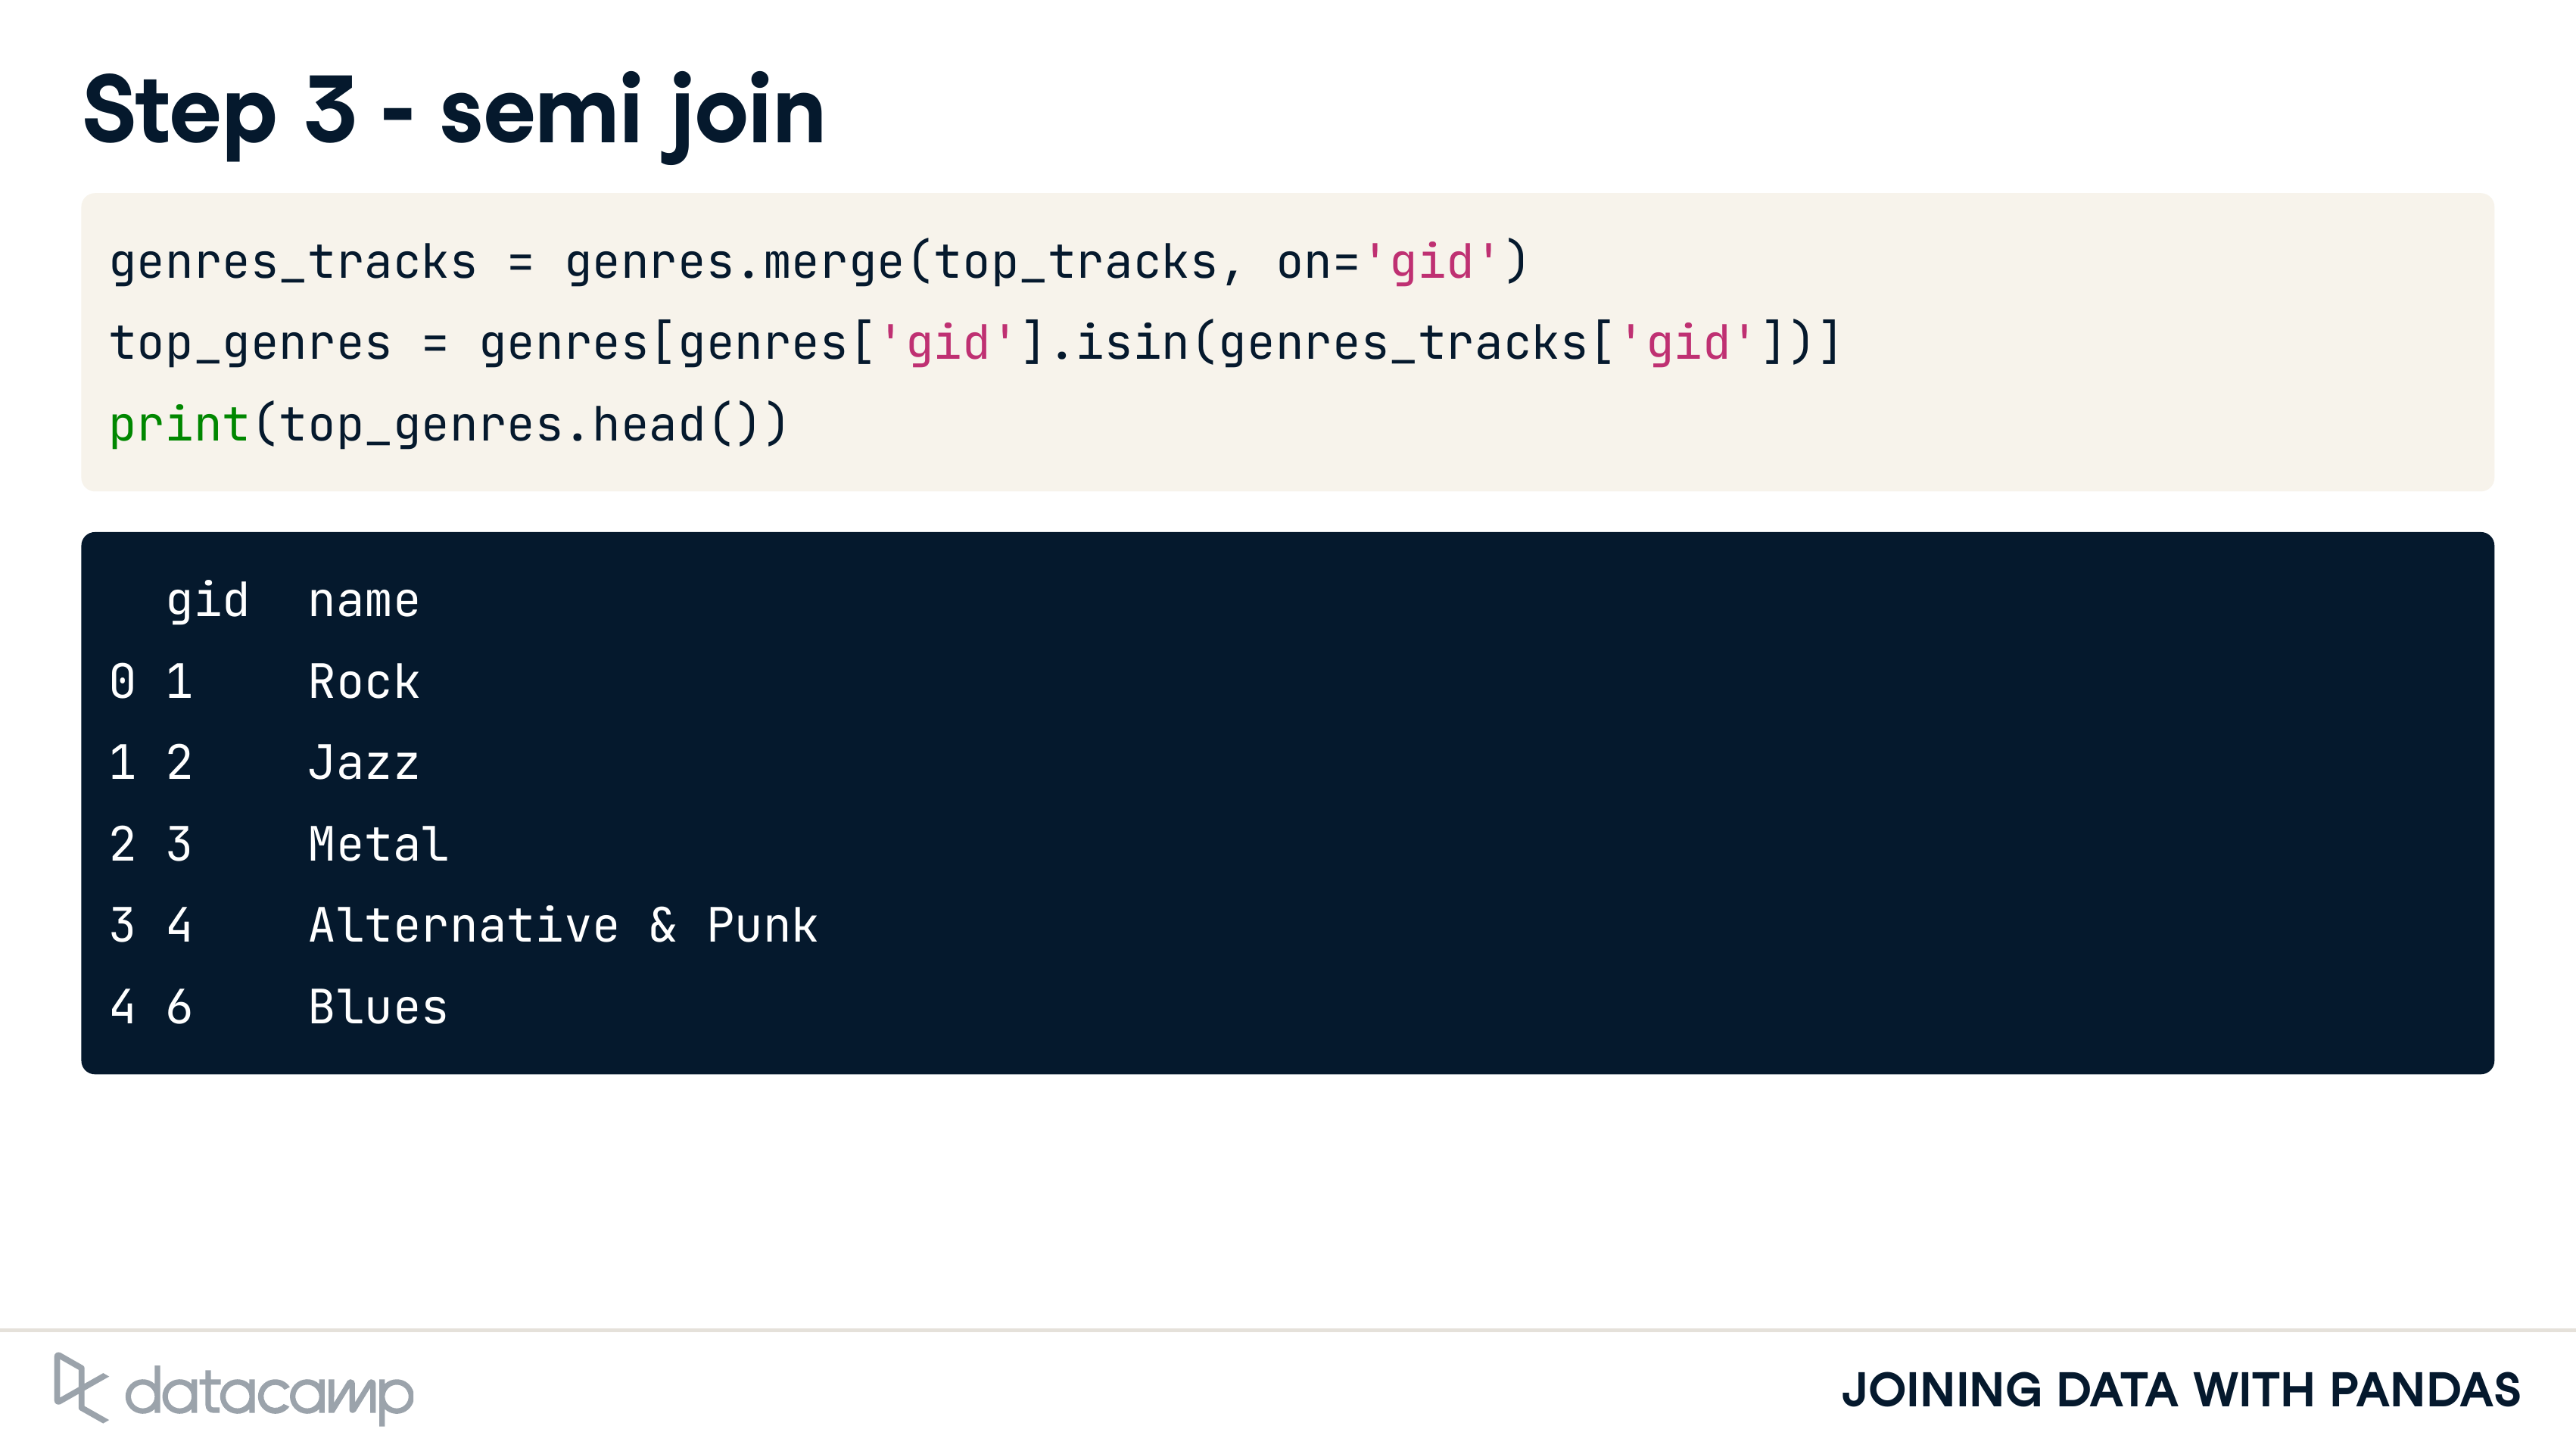 Step 3 - semi join
genres_tracks = genres.merge(top_tracks, on='gid')
top_genres = genres[genres['gid'].isin(genres_tracks['gid'])]
print(top_genres.head())
  gid  name
0 1    Rock
1 2    Jazz
2 3    Metal
3 4    Alternative & Punk
4 6    Blues
datacamp
JOINING DATA WITH PANDAS